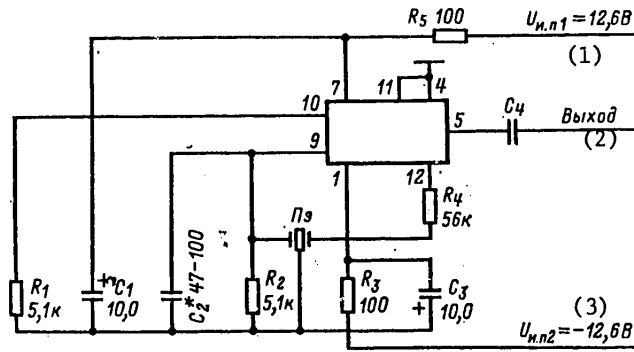 R5 100
Uи.п1=12,6В
(1)
7
11
4
10
9
5
C4
Выход
(2)
1
12
Пэ
R4
56к
R1
5,1к
+
C1
10,0
C2* 47-100
R2
5,1к
R3
100
C3
10,0
+
(3)
Uи.п2=-12,6В